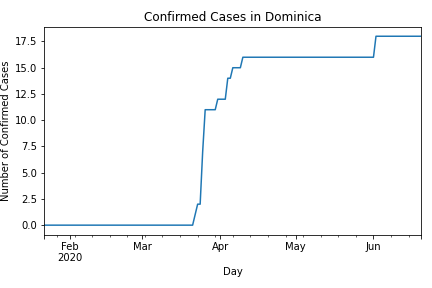 Confirmed Cases in Dominica
Number of Confirmed Cases
17.5
15.0
12.5
10.0
7.5
5.0
2.5
0.0
Feb Mar Apr May Jun
2020
Day